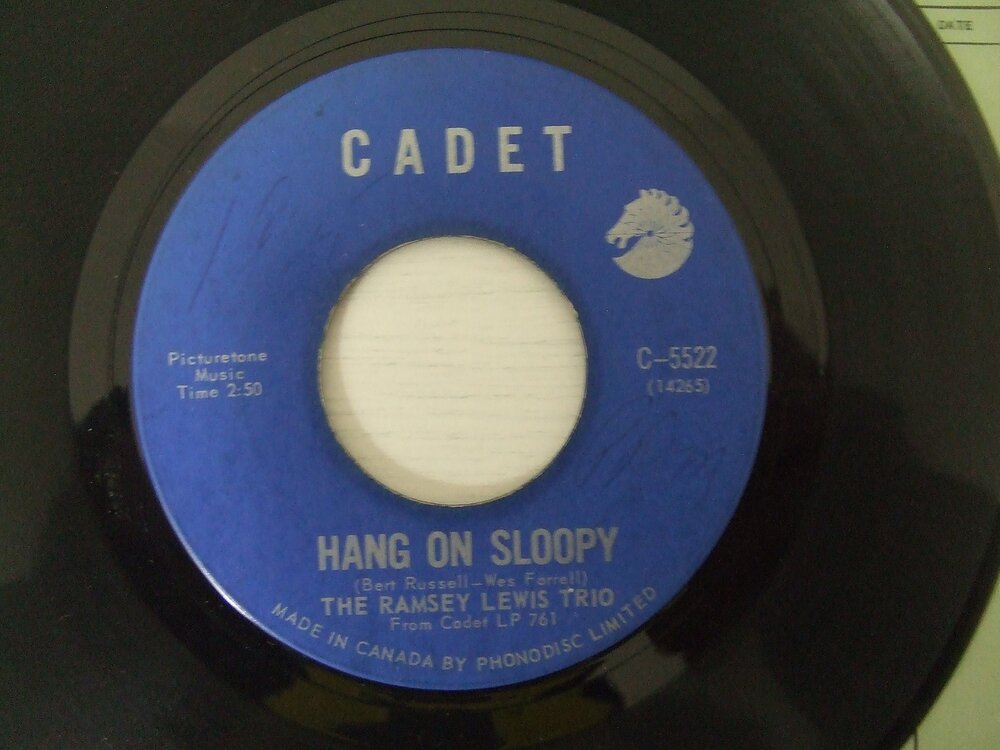 DATE
CADET
Picturetone
Music
Time 2:50
C-5522
(14265)
HANG ON SLOOPY
(Bert Russell-Wes Farrell)
THE RAMSEY LEWIS TRIO
From Cadet LP 761
MADE IN CANADA BY PHONODISC LIMITED